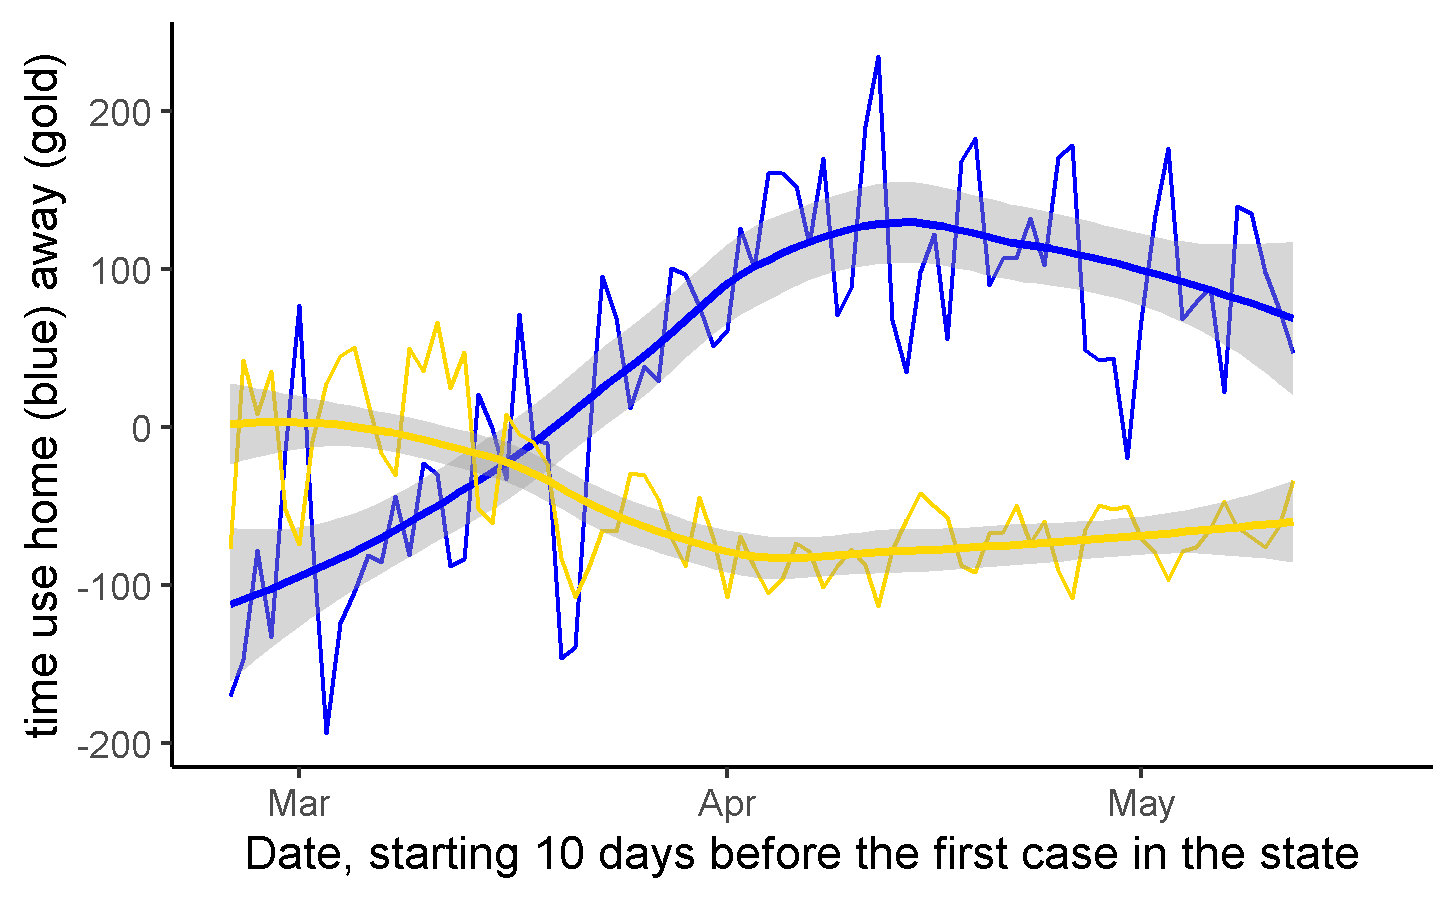 time use home (blue) away (gold)
200
100
0
-100
-200
Mar
Apr
May
Date, starting 10 days before the first case in the state